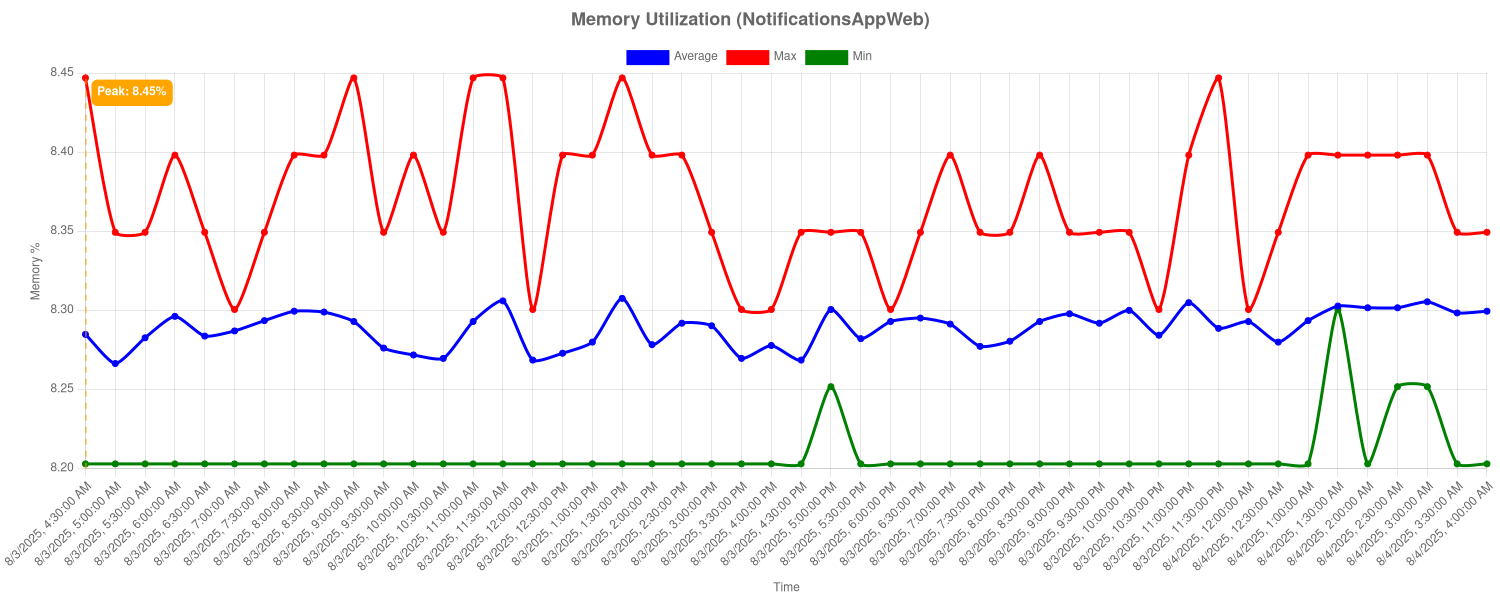 Memory Utilization (NotificationsAppWeb)
Average Max Min
8.45
Peak: 8.45%
8.40
8.35
8.30
8.25
8.20
Memory %
8/3/2025, 4:30:00 AM
8/3/2025, 5:00:00 AM
8/3/2025, 5:30:00 AM
8/3/2025, 6:00:00 AM
8/3/2025, 6:30:00 AM
8/3/2025, 7:00:00 AM
8/3/2025, 7:30:00 AM
8/3/2025, 8:00:00 AM
8/3/2025, 8:30:00 AM
8/3/2025, 9:00:00 AM
8/3/2025, 9:30:00 AM
8/3/2025, 10:00:00 AM
8/3/2025, 10:30:00 AM
8/3/2025, 11:00:00 AM
8/3/2025, 11:30:00 AM
8/3/2025, 12:00:00 PM
8/3/2025, 12:30:00 PM
8/3/2025, 1:00:00 PM
8/3/2025, 1:30:00 PM
8/3/2025, 2:00:00 PM
8/3/2025, 2:30:00 PM
8/3/2025, 3:00:00 PM
8/3/2025, 3:30:00 PM
8/3/2025, 4:00:00 PM
8/3/2025, 4:30:00 PM
8/3/2025, 5:00:00 PM
8/3/2025, 5:30:00 PM
8/3/2025, 6:00:00 PM
8/3/2025, 6:30:00 PM
8/3/2025, 7:00:00 PM
8/3/2025, 7:30:00 PM
8/3/2025, 8:00:00 PM
8/3/2025, 8:30:00 PM
8/3/2025, 9:00:00 PM
8/3/2025, 9:30:00 PM
8/3/2025, 10:00:00 PM
8/3/2025, 10:30:00 PM
8/3/2025, 11:00:00 PM
8/3/2025, 11:30:00 PM
8/4/2025, 12:00:00 AM
8/4/2025, 12:30:00 AM
8/4/2025, 1:00:00 AM
8/4/2025, 1:30:00 AM
8/4/2025, 2:00:00 AM
8/4/2025, 2:30:00 AM
8/4/2025, 3:00:00 AM
8/4/2025, 3:30:00 AM
8/4/2025, 4:00:00 AM
Time